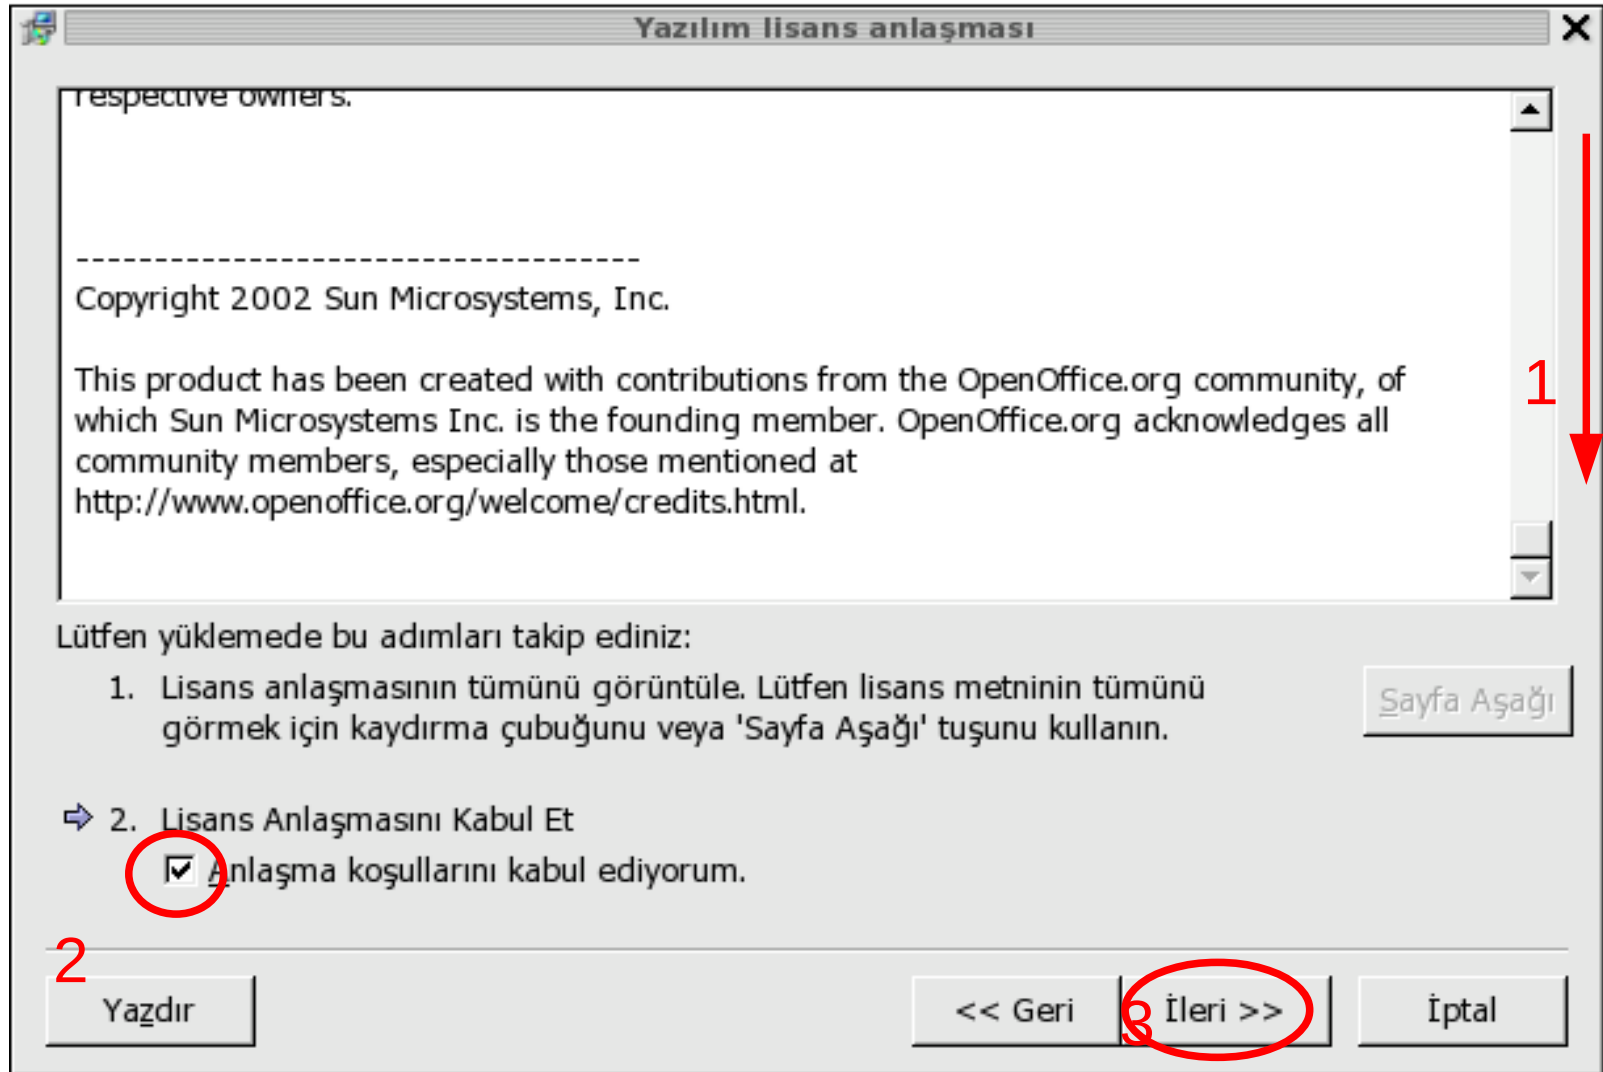 Yazılım lisans anlaşması
respective owners.
------------------------------------
Copyright 2002 Sun Microsystems, Inc.
This product has been created with contributions from the OpenOffice.org community, of
which Sun Microsystems Inc. is the founding member. OpenOffice.org acknowledges all
community members, especially those mentioned at
http://www.openoffice.org/welcome/credits.html.
1
Lütfen yüklemede bu adımları takip ediniz:
1. Lisans anlaşmasının tümünü görüntüle. Lütfen lisans metninin tümünü
görmek için kaydırma çubuğunu veya 'Sayfa Aşağı' tuşunu kullanın.
Sayfa Aşağı
2. Lisans Anlaşmasını Kabul Et
Anlaşma koşullarını kabul ediyorum.
2
Yazdır
<< Geri
3
İleri >>
İptal